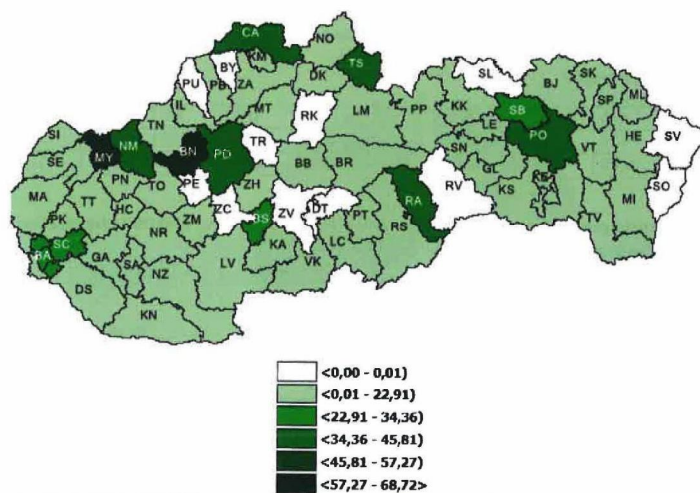 NO
CA
KM
TS
BY
PU
PB
ZA
DK
SL
BJ
SK
SP
ML
IL
MT
RK
LM
PP
KK
SB
LE
PO
HE
SV
SI
TN
SE
MY
NM
BN
PD
TR
BB
BR
SN
GL
VT
SO
MA
PN
TO
PE
ZH
RV
KS
KE
MI
PK
TT
HC
ZM
ZC
BS
ZV
DT
PT
RA
TV
BA
SC
NR
KA
LC
RS
GA
SA
NZ
LV
VK
DS
KN
<0,00 - 0,01)
<0,01 - 22,91)
<22,91 - 34,36)
<34,36 - 45,81)
<45,81 - 57,27)
<57,27 - 68,72>